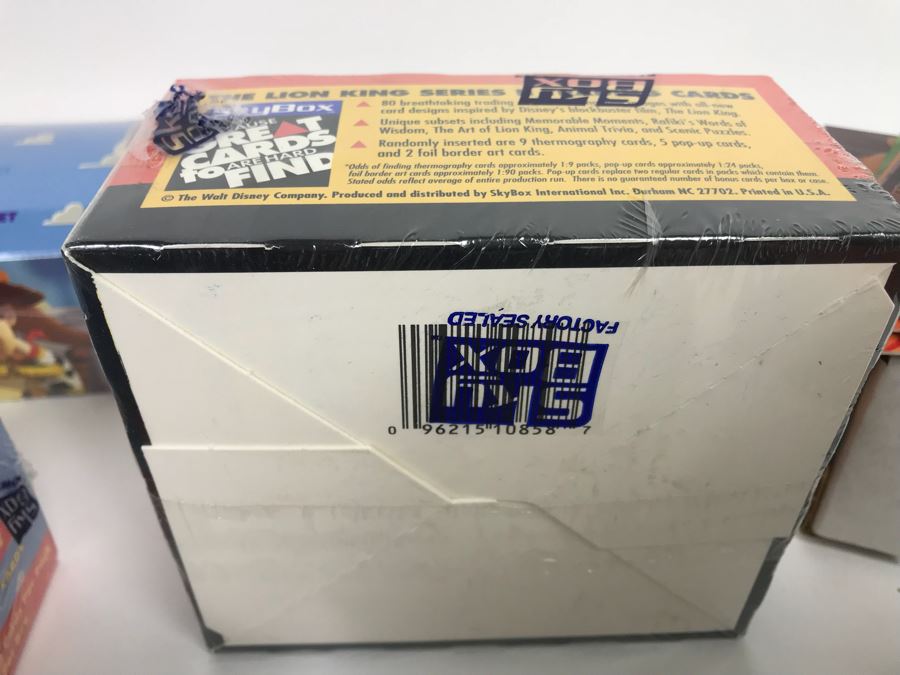 THE LION KING SERIES CARDS
SKYBOX
SKYBOX
GREAT
CARDS
ARE HARD
to FIND
80 breathtaking trading with all-new
card designs inspired by Disney's blockbuster film, The Lion King.
Unique subsets including Memorable Moments, Rafiki's Words of
Wisdom, The Art of Lion King, Animal Trivia, and Scenic Puzzles.
Randomly inserted are 9 thermography cards, 5 pop-up cards,
and 2 foil border art cards.
*Odds of finding thermography cards approximately 1:9 packs, pop-up cards approximately 1:24 packs.
foil border art cards approximately 1:90 packs. Pop-up cards replace two regular cards in packs which contain them.
Stated odds reflect average of entire production run. There is no guaranteed number of bonus cards per box or case.
© The Walt Disney Company. Produced and distributed by SkyBox International Inc. Durham NC 27702. Printed in U.S.A.
FACTORY SEALED
SKYBOX
0 96215 10858 7